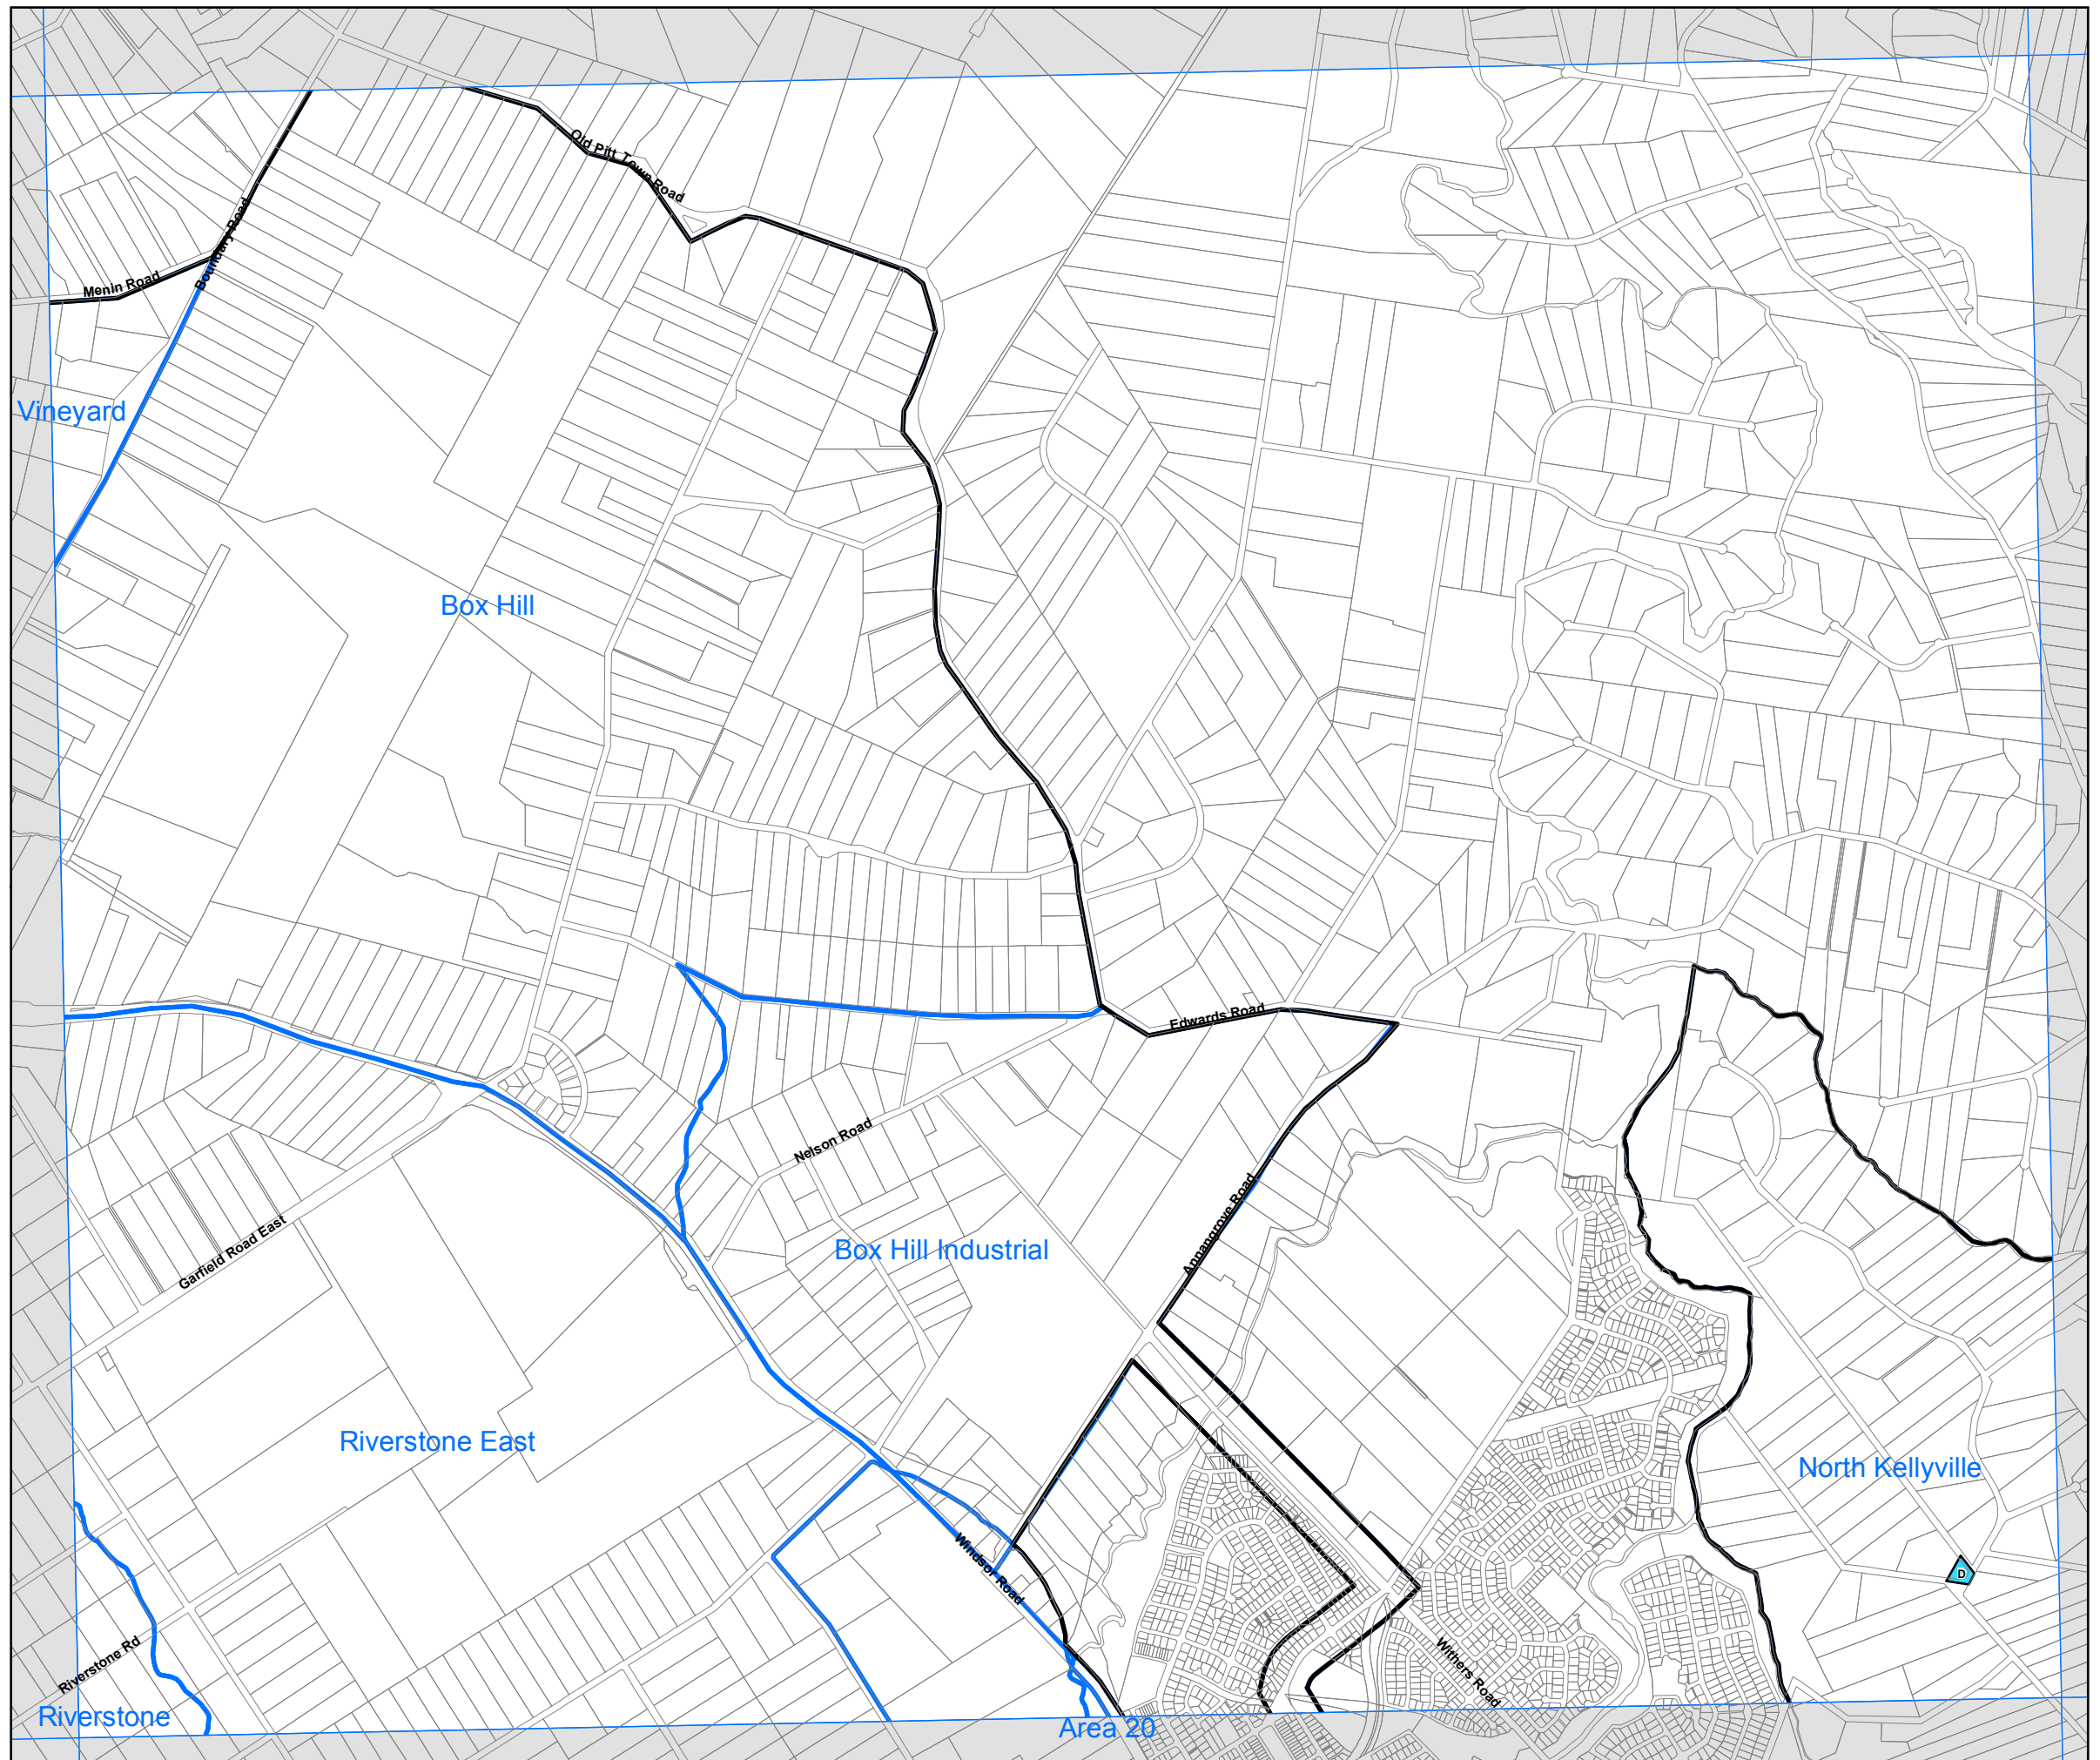 Old Pitt Town Road
Boundary Road
Menin Road
Vineyard
Box Hill
Edwards Road
Nelson Road
Annangrove Road
Garfield Road East
Box Hill Industrial
Riverstone East
North Kellyville
Windsor Road
D
Withers Road
Riverstone Rd
Riverstone
Area 20